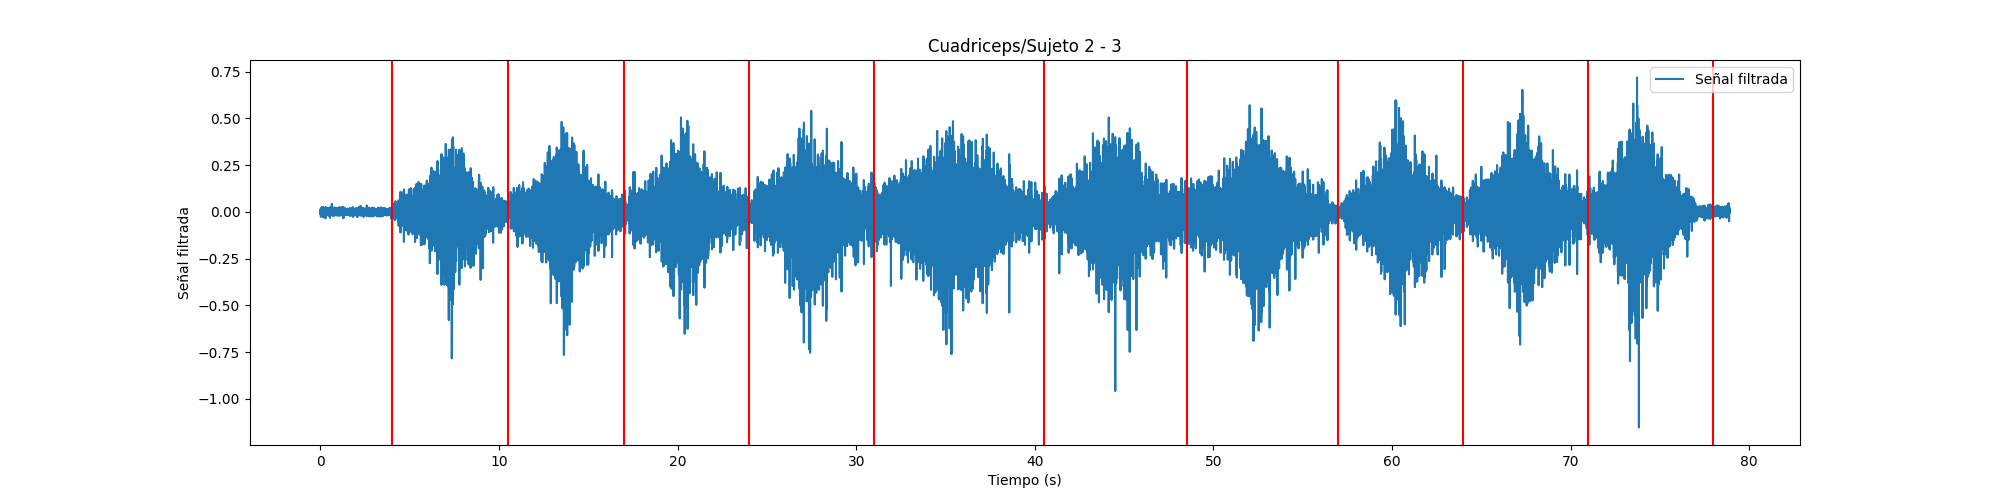 Cuadriceps/Sujeto 2 - 3
Señal filtrada
Señal filtrada
0.75
0.50
0.25
0.00
−0.25
−0.50
−0.75
−1.00
0 10 20 30 40 50 60 70 80
Tiempo (s)